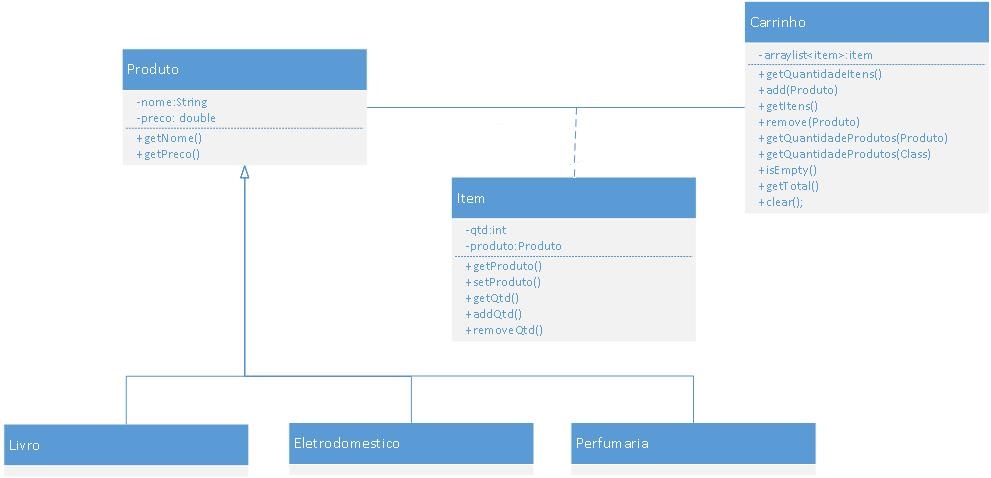 Carrinho
- arraylist<item>:item
+getQuantidadeItens()
+add(Produto)
+getItens()
+remove(Produto)
+getQuantidadeProdutos(Produto)
+getQuantidadeProdutos(Class)
+isEmpty()
+getTotal()
+clear();
Produto
-nome:String
-preco: double
+getNome()
+getPreco()
Item
-qtd:int
-produto:Produto
+getProduto()
+setProduto()
+getQtd()
+addQtd()
+removeQtd()
Livro
Eletrodomestico
Perfumaria